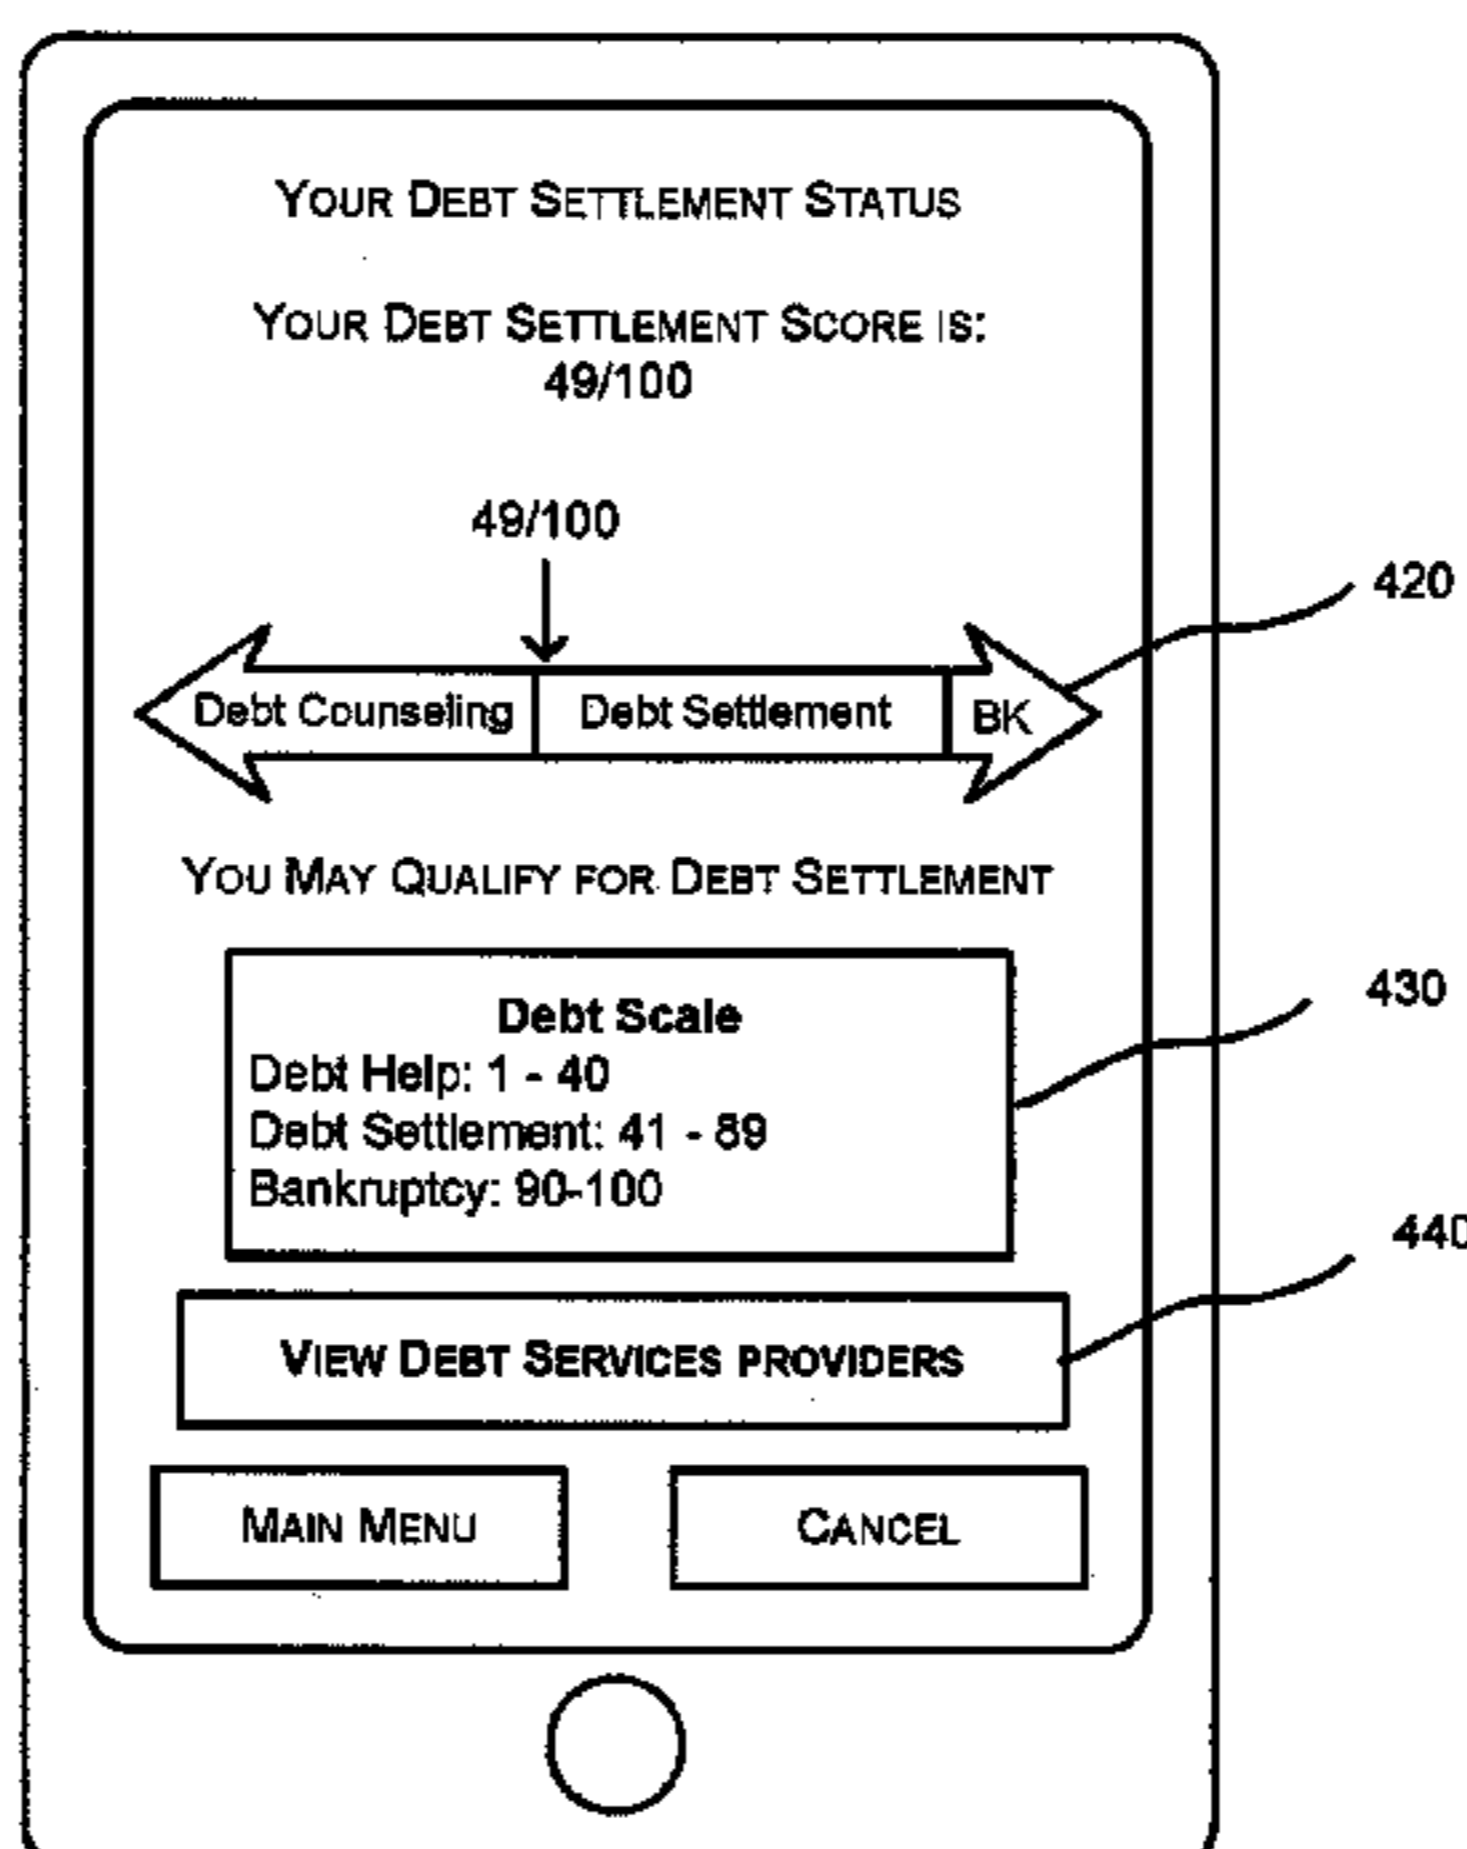 YOUR DEBT SETTLEMENT STATUS
YOUR DEBT SETTLEMENT SCORE IS:
49/100
49/100
420
Debt Counseling Debt Settlement BK
YOU MAY QUALIFY FOR DEBT SETTLEMENT
430
Debt Scale
Debt Help: 1 - 40
Debt Settlement: 41 - 89
Bankruptcy: 90-100
440
VIEW DEBT SERVICES PROVIDERS
MAIN MENU CANCEL